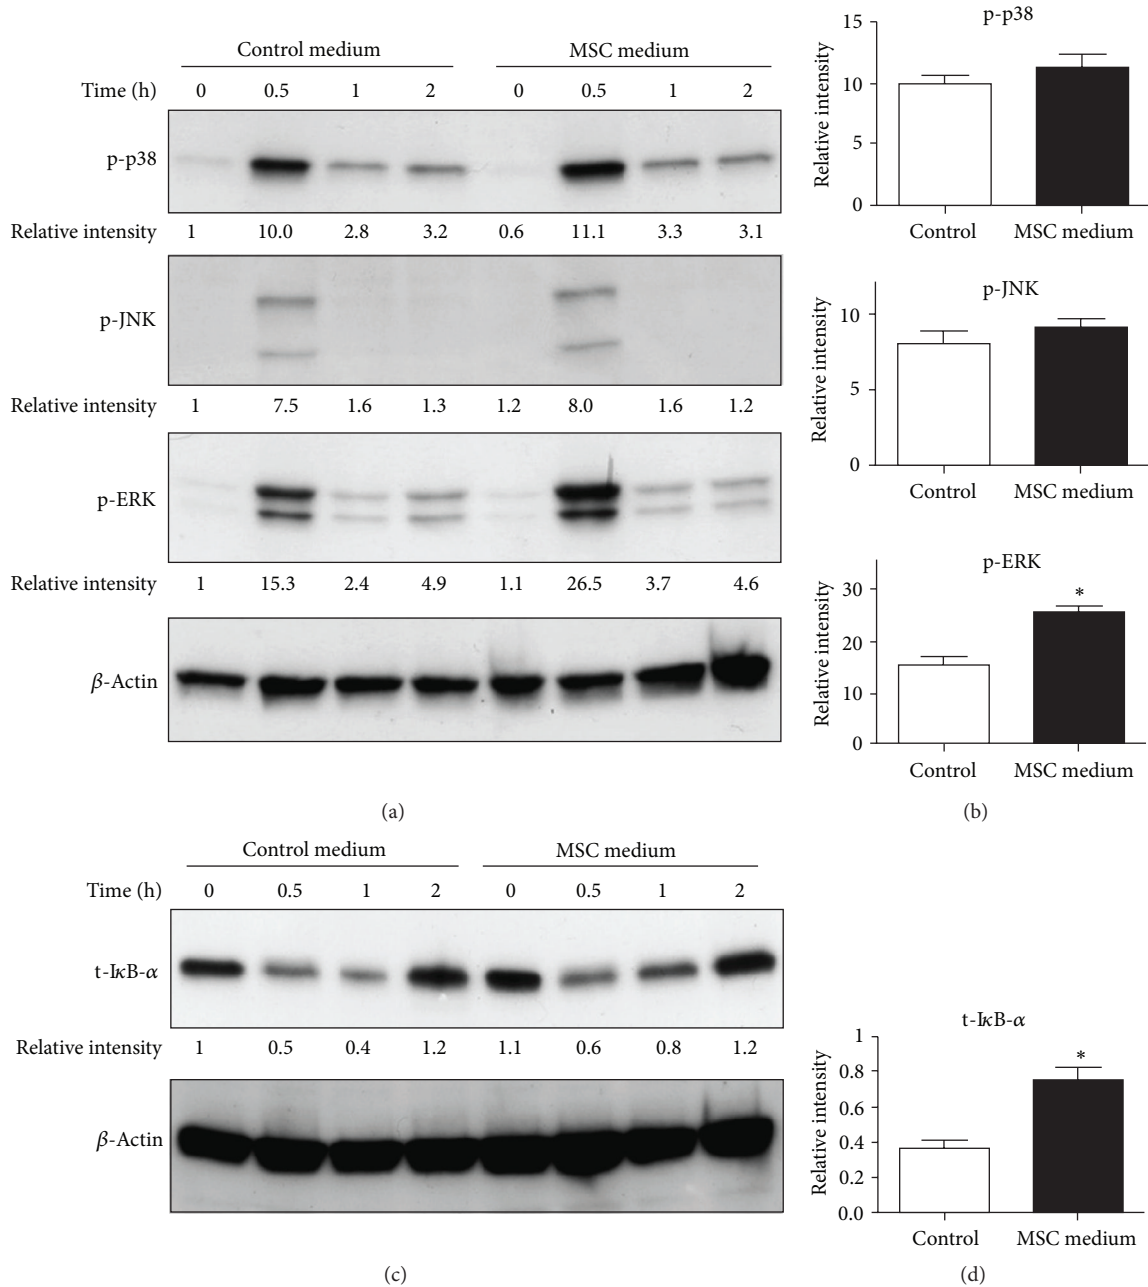 Control medium MSC medium
Time (h) 0 0.5 1 2 0 0.5 1 2
p-p38
Relative intensity 1 10.0 2.8 3.2 0.6 11.1 3.3 3.1
p-JNK
Relative intensity 1 7.5 1.6 1.3 1.2 8.0 1.6 1.2
p-ERK
Relative intensity 1 15.3 2.4 4.9 1.1 26.5 3.7 4.6
β-Actin
(a)
p-p38
Relative intensity
15
10
5
0
Control MSC medium
p-JNK
Relative intensity
10
5
0
Control MSC medium
p-ERK
Relative intensity
30
20
10
0
*
Control MSC medium
(b)
Control medium MSC medium
Time (h) 0 0.5 1 2 0 0.5 1 2
t-IκB-α
Relative intensity 1 0.5 0.4 1.2 1.1 0.6 0.8 1.2
β-Actin
(c)
t-IκB-α
Relative intensity
1
0.8
0.6
0.4
0.2
0.0
*
Control MSC medium
(d)